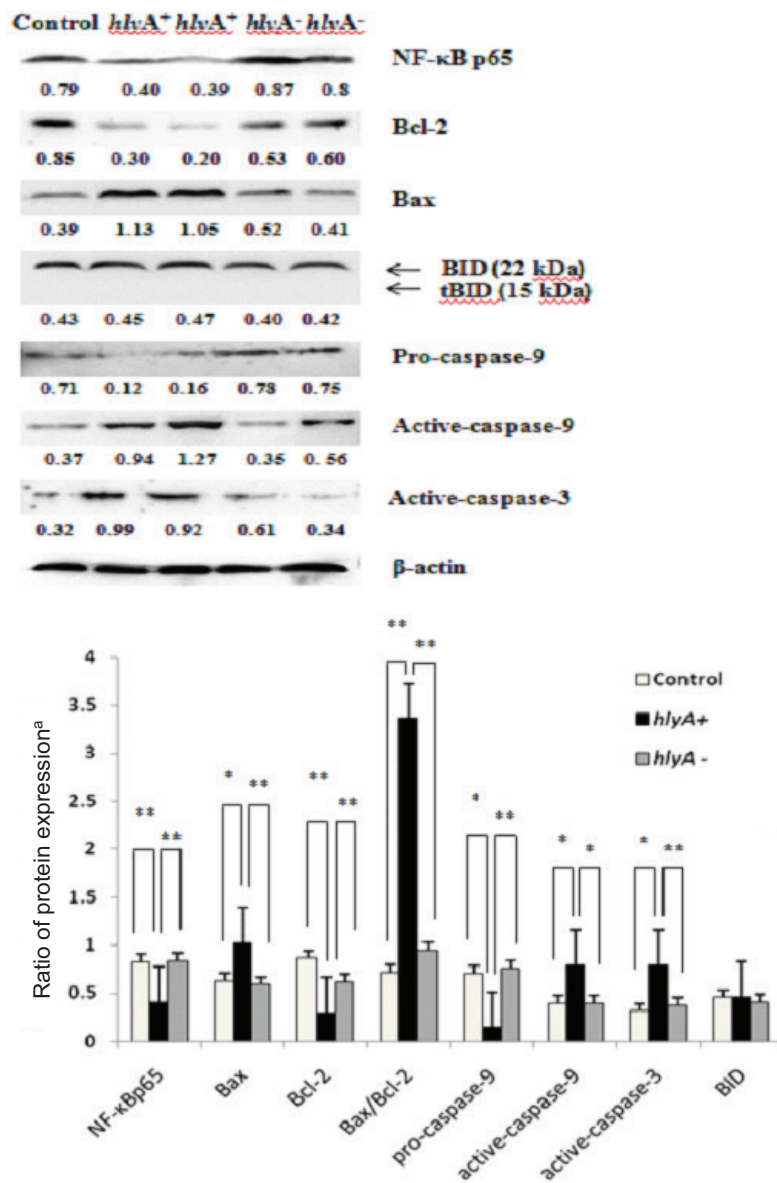 Control hlyA⁺ hlyA⁺ hlyA⁻ hlyA⁻
NF-κB p65
0.79 0.40 0.39 0.87 0.8
Bcl-2
0.85 0.30 0.20 0.53 0.60
Bax
0.39 1.13 1.05 0.52 0.41
← BID (22 kDa)
← tBID (15 kDa)
0.43 0.45 0.47 0.40 0.42
Pro-caspase-9
0.71 0.12 0.16 0.78 0.75
Active-caspase-9
0.37 0.94 1.27 0.35 0.56
Active-caspase-3
0.32 0.99 0.92 0.61 0.34
β-actin
Ratio of protein expressionᵃ
4
3.5
3
2.5
2
1.5
1
0.5
0
** **
* **
** **
** **
* **
* *
* **
Control
hlyA+
hlyA -
NF-κBp65
Bax
Bcl-2
Bax/Bcl-2
pro-caspase-9
active-caspase-9
active-caspase-3
BID